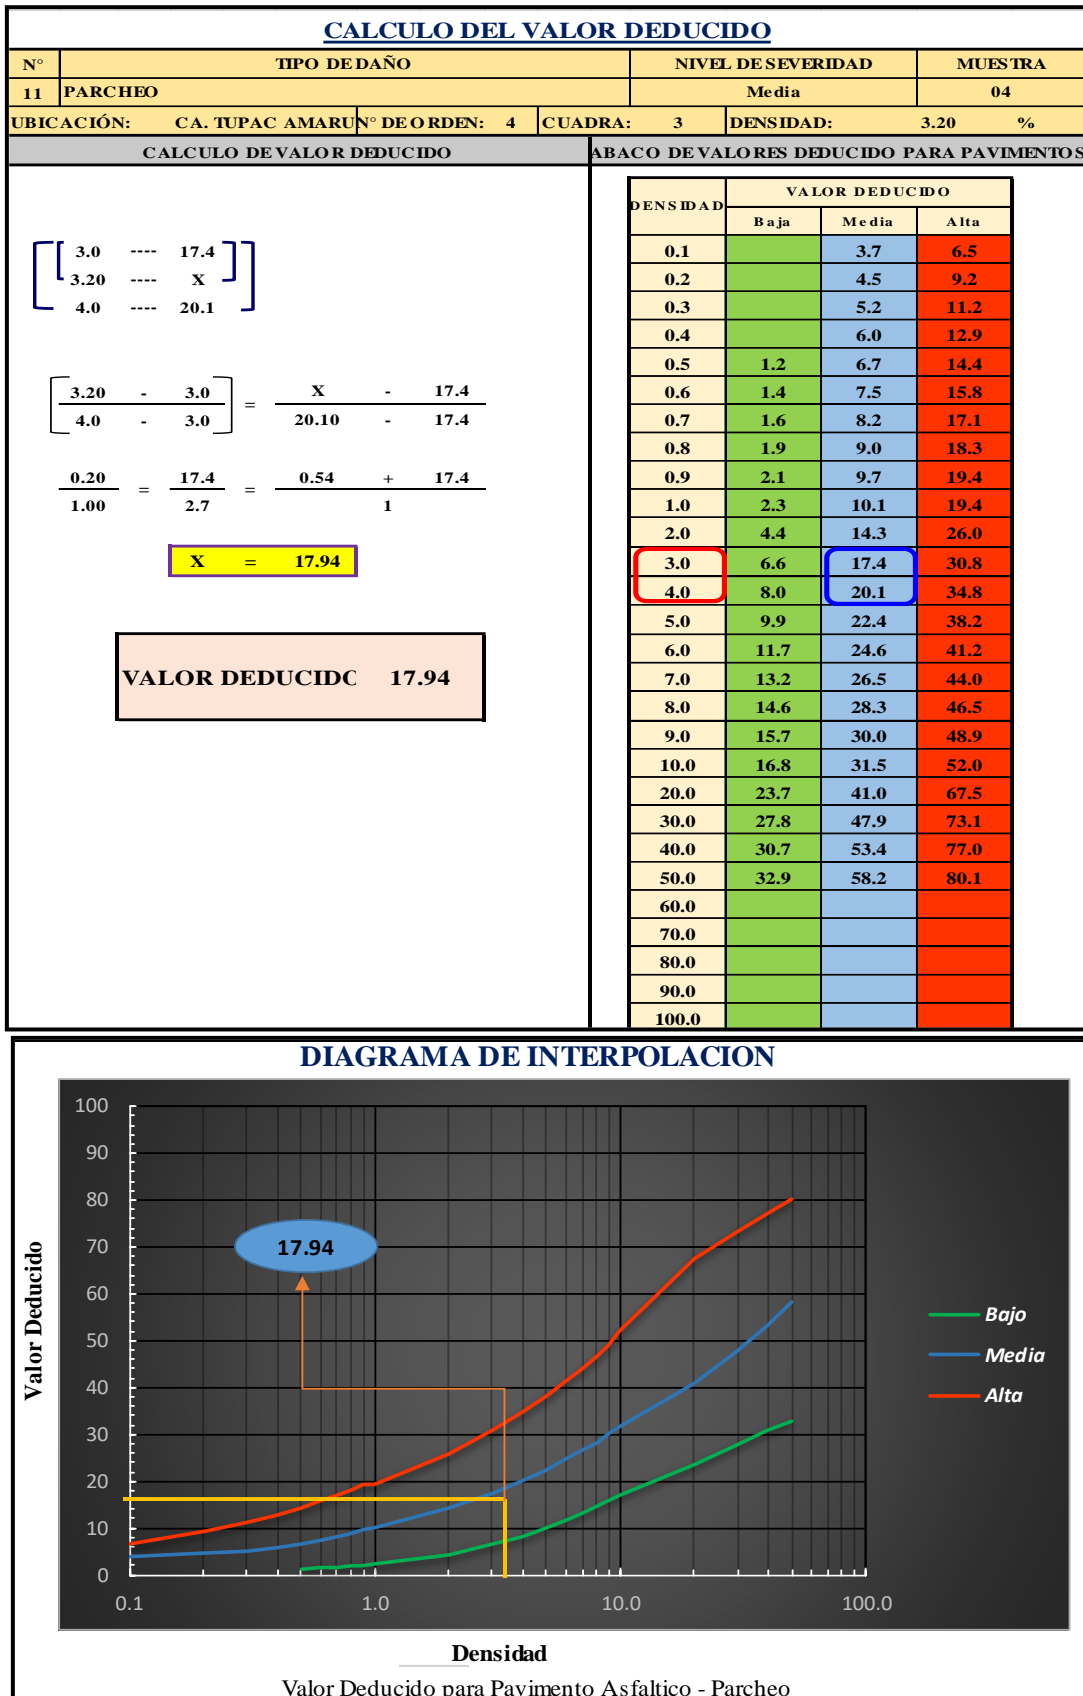 CALCULO DEL VALOR DEDUCIDO
N° TIPO DE DAÑO NIVEL DE SEVERIDAD MUESTRA
11 PARCHEO Media 04
UBICACIÓN: CA. TUPAC AMARU N° DE ORDEN: 4 CUADRA: 3 DENSIDAD: 3.20 %
CALCULO DE VALOR DEDUCIDO ABACO DE VALORES DEDUCIDO PARA PAVIMENTOS
3.0 ---- 17.4
3.20 ---- X
4.0 ---- 20.1
3.20 - 3.0 = X - 17.4
4.0 - 3.0 20.10 - 17.4
0.20 = 17.4 = 0.54 + 17.4
1.00 2.7 1
X = 17.94
VALOR DEDUCIDO 17.94
DENSIDAD VALOR DEDUCIDO
Baja Media Alta
0.1 3.7 6.5
0.2 4.5 9.2
0.3 5.2 11.2
0.4 6.0 12.9
0.5 1.2 6.7 14.4
0.6 1.4 7.5 15.8
0.7 1.6 8.2 17.1
0.8 1.9 9.0 18.3
0.9 2.1 9.7 19.4
1.0 2.3 10.1 19.4
2.0 4.4 14.3 26.0
3.0 6.6 17.4 30.8
4.0 8.0 20.1 34.8
5.0 9.9 22.4 38.2
6.0 11.7 24.6 41.2
7.0 13.2 26.5 44.0
8.0 14.6 28.3 46.5
9.0 15.7 30.0 48.9
10.0 16.8 31.5 52.0
20.0 23.7 41.0 67.5
30.0 27.8 47.9 73.1
40.0 30.7 53.4 77.0
50.0 32.9 58.2 80.1
60.0
70.0
80.0
90.0
100.0
DIAGRAMA DE INTERPOLACION
Valor Deducido
100
90
80
70
60
50
40
30
20
10
0
17.94
Bajo
Media
Alta
0.1 1.0 10.0 100.0
Densidad
Valor Deducido para Pavimento Asfaltico - Parcheo